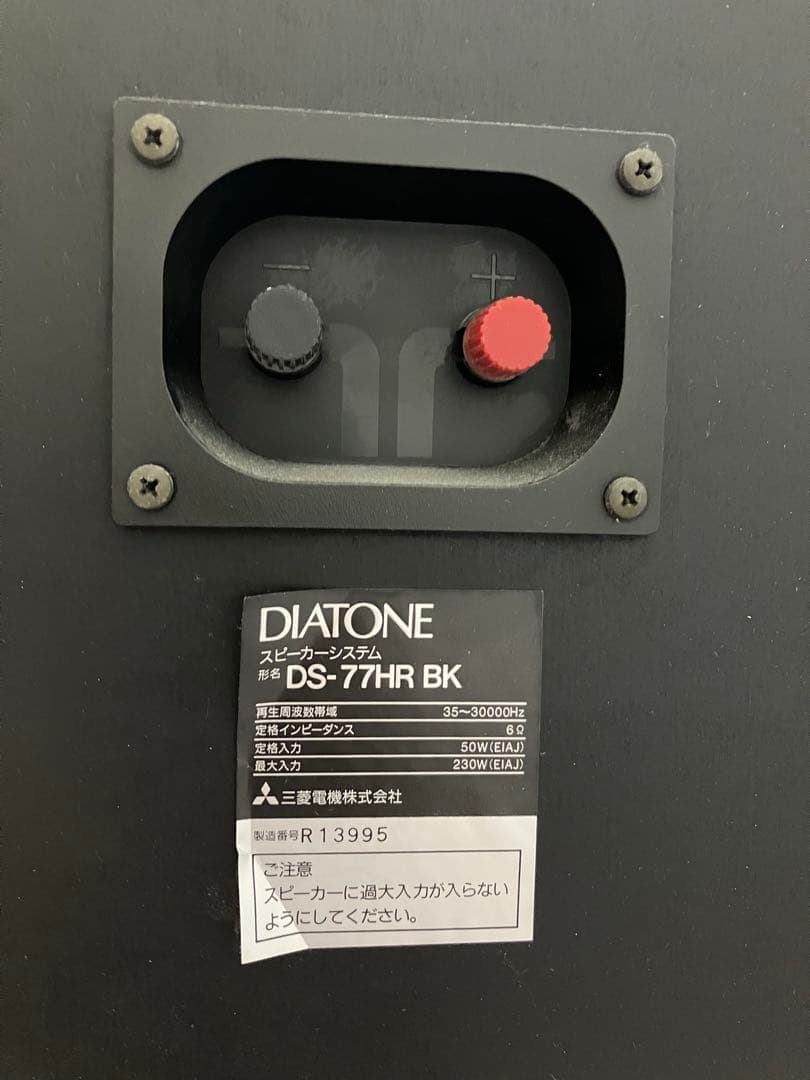 − +
DIATONE
スピーカーシステム
形名 DS-77HR BK
再生周波数帯域 35〜30000Hz
定格インピーダンス 6Ω
定格入力 50W(EIAJ)
最大入力 230W(EIAJ)
三菱電機株式会社
製造番号 R13995
ご注意
スピーカーに過大入力が入らない
ようにしてください。